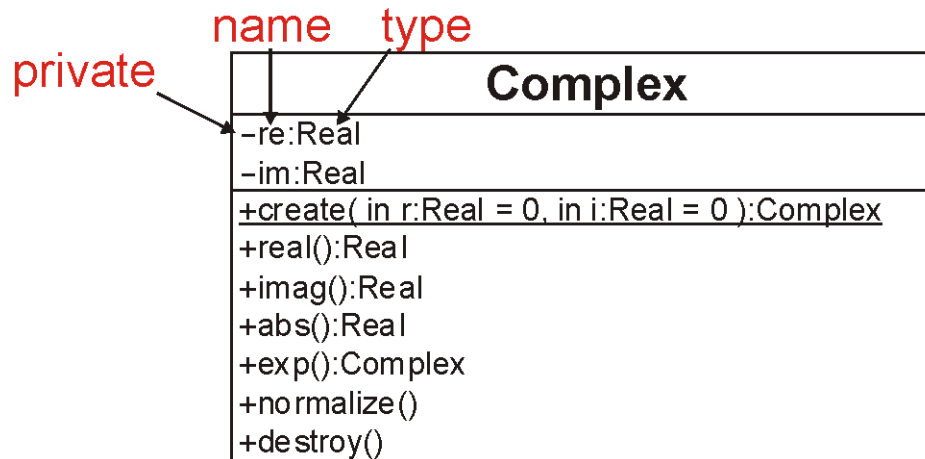 name type
private
Complex
–re:Real
–im:Real
+create( in r:Real = 0, in i:Real = 0 ):Complex
+real():Real
+imag():Real
+abs():Real
+exp():Complex
+normalize()
+destroy()